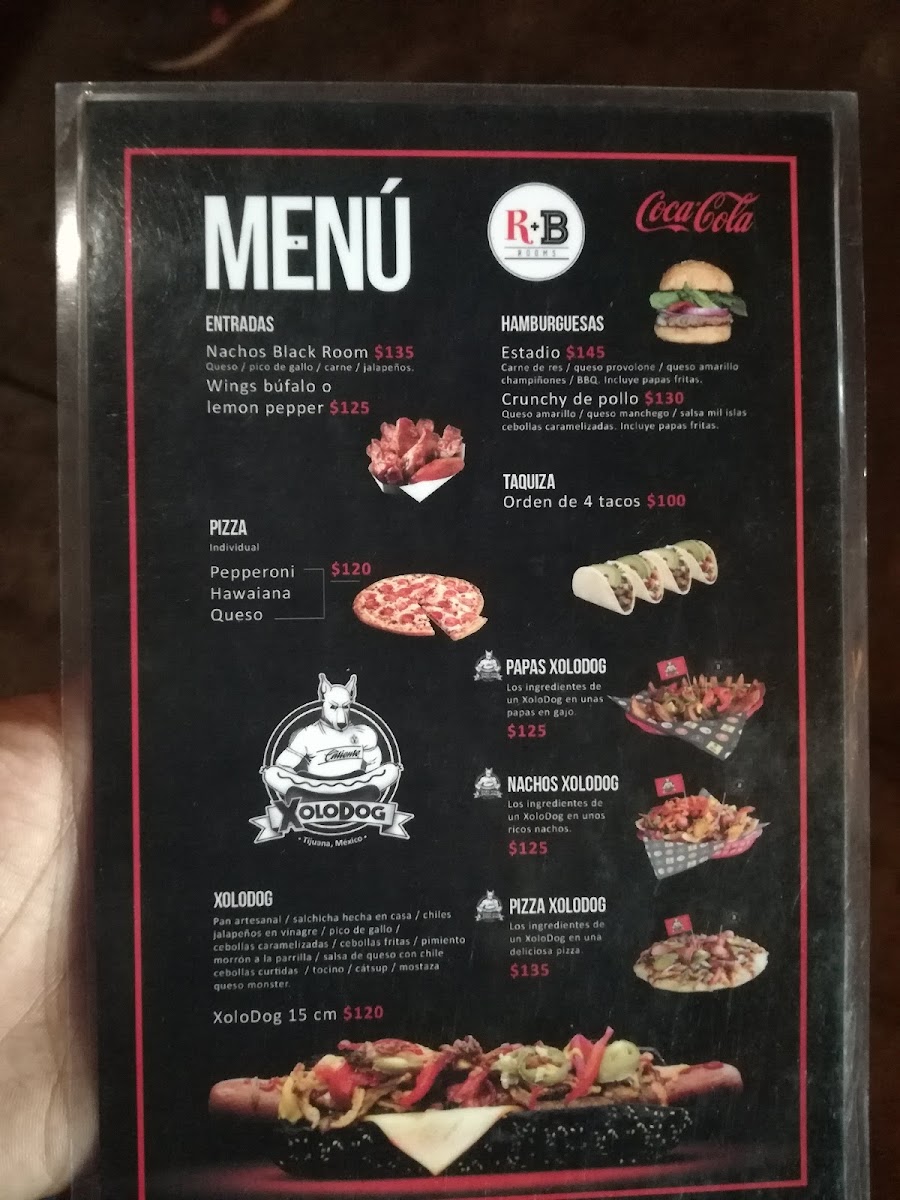 MENÚ
R+B
ROOMS
Coca-Cola
ENTRADAS
Nachos Black Room $135
Queso / pico de gallo / carne / jalapeños.
Wings búfalo o
lemon pepper $125
HAMBURGUESAS
Estadio $145
Carne de res / queso provolone / queso amarillo
champiñones / BBQ. Incluye papas fritas.
Crunchy de pollo $130
Queso amarillo / queso manchego / salsa mil islas
cebollas caramelizadas. Incluye papas fritas.
TAQUIZA
Orden de 4 tacos $100
PIZZA
Individual
Pepperoni $120
Hawaiana
Queso
Caliente
XOLODOG
• Tijuana, México •
PAPAS XOLODOG
Los ingredientes de
un XoloDog en unas
papas en gajo.
$125
NACHOS XOLODOG
Los ingredientes de
un XoloDog en unos
ricos nachos.
$125
PIZZA XOLODOG
Los ingredientes de
un XoloDog en una
deliciosa pizza.
$135
XOLODOG
Pan artesanal / salchicha hecha en casa / chiles
jalapeños en vinagre / pico de gallo /
cebollas caramelizadas / cebollas fritas / pimiento
morrón a la parrilla / salsa de queso con chile
cebollas curtidas / tocino / cátsup / mostaza
queso monster.
XoloDog 15 cm $120